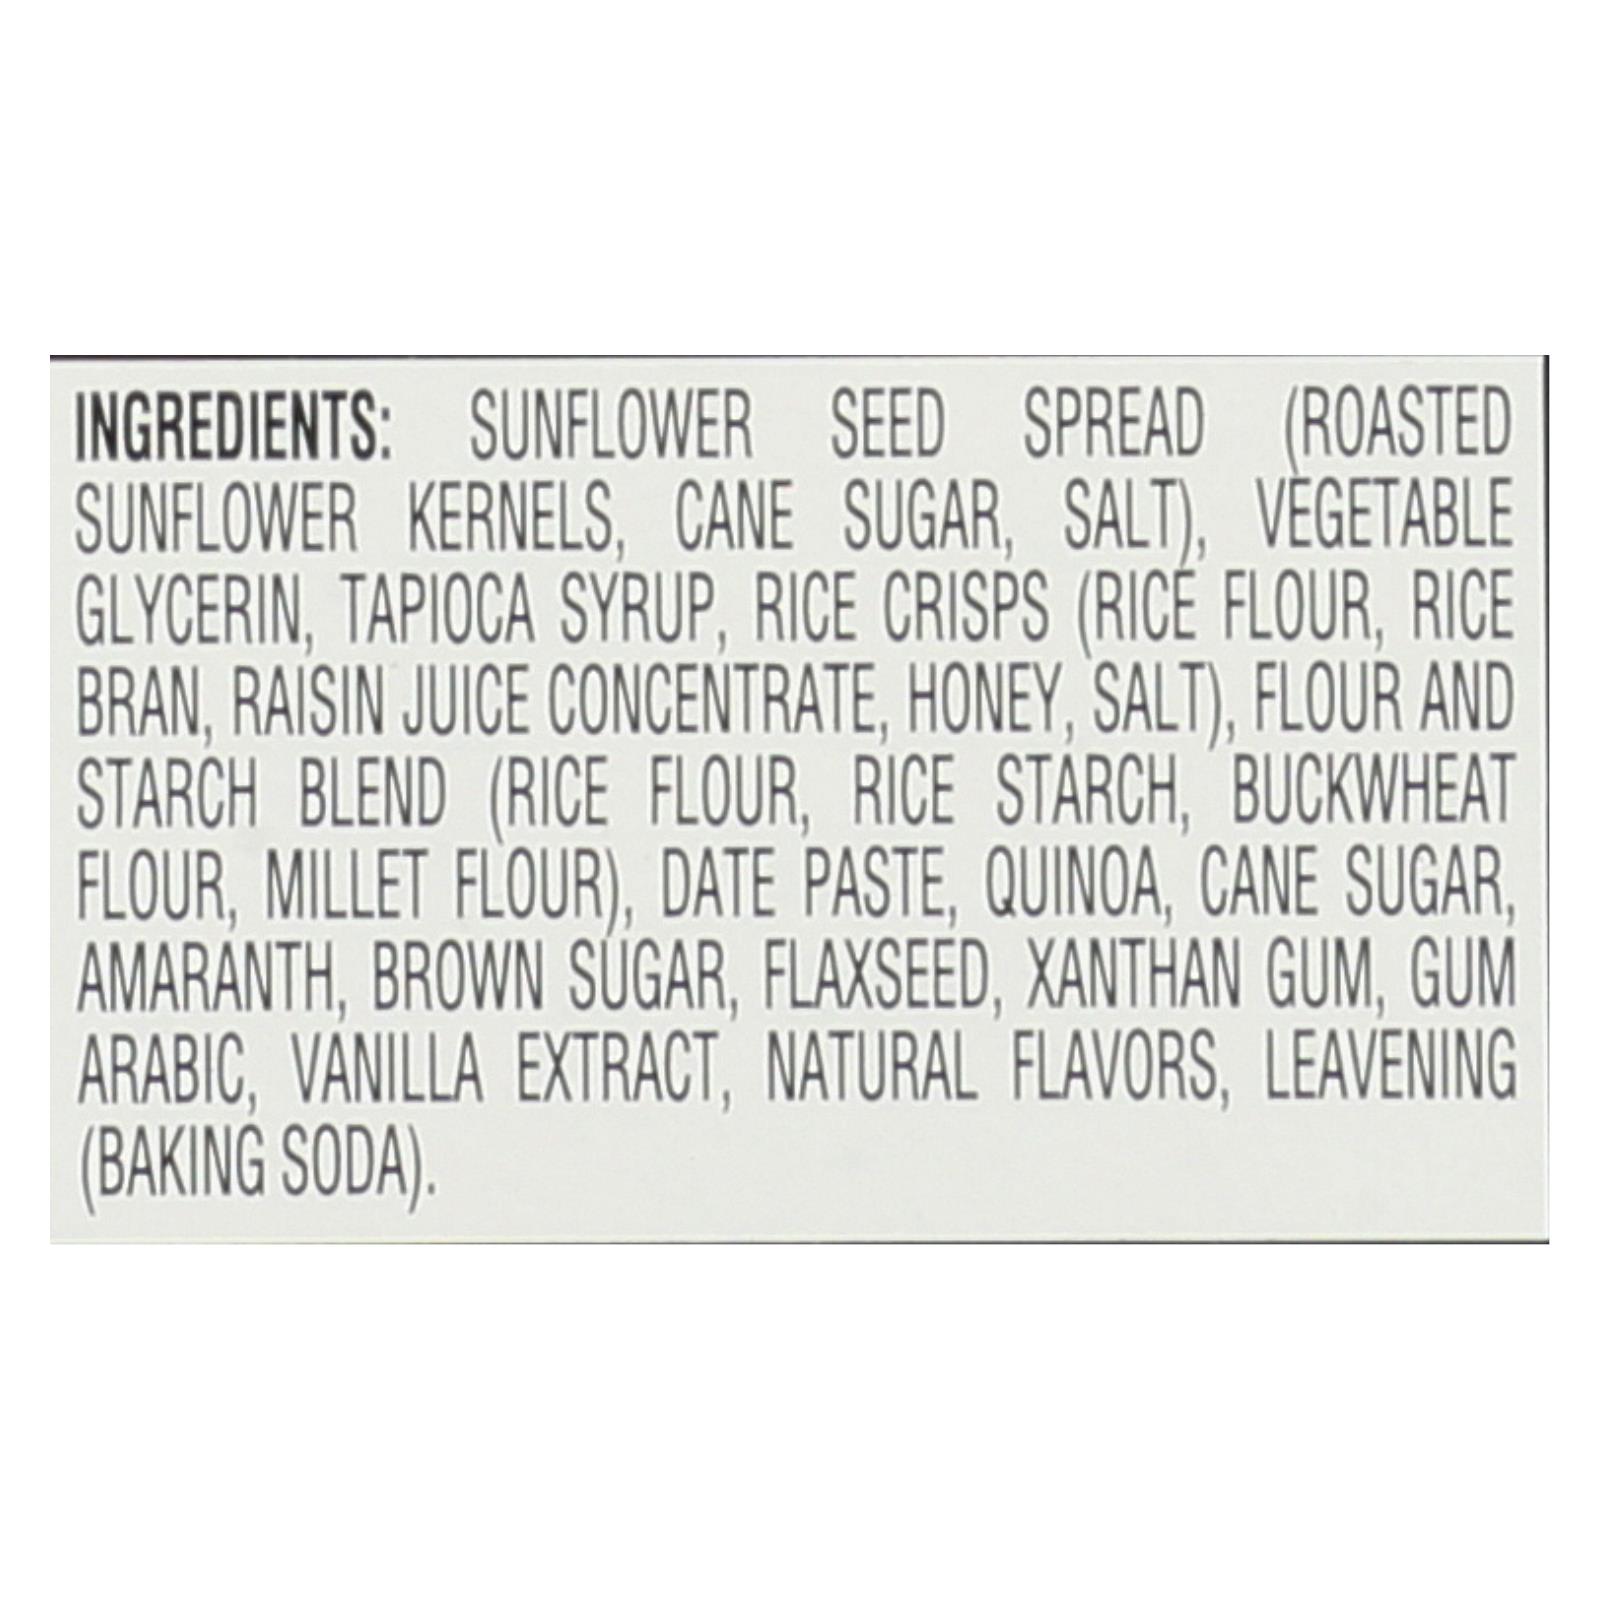 INGREDIENTS: SUNFLOWER SEED SPREAD (ROASTED
SUNFLOWER KERNELS, CANE SUGAR, SALT), VEGETABLE
GLYCERIN, TAPIOCA SYRUP, RICE CRISPS (RICE FLOUR, RICE
BRAN, RAISIN JUICE CONCENTRATE, HONEY, SALT), FLOUR AND
STARCH BLEND (RICE FLOUR, RICE STARCH, BUCKWHEAT
FLOUR, MILLET FLOUR), DATE PASTE, QUINOA, CANE SUGAR,
AMARANTH, BROWN SUGAR, FLAXSEED, XANTHAN GUM, GUM
ARABIC, VANILLA EXTRACT, NATURAL FLAVORS, LEAVENING
(BAKING SODA).